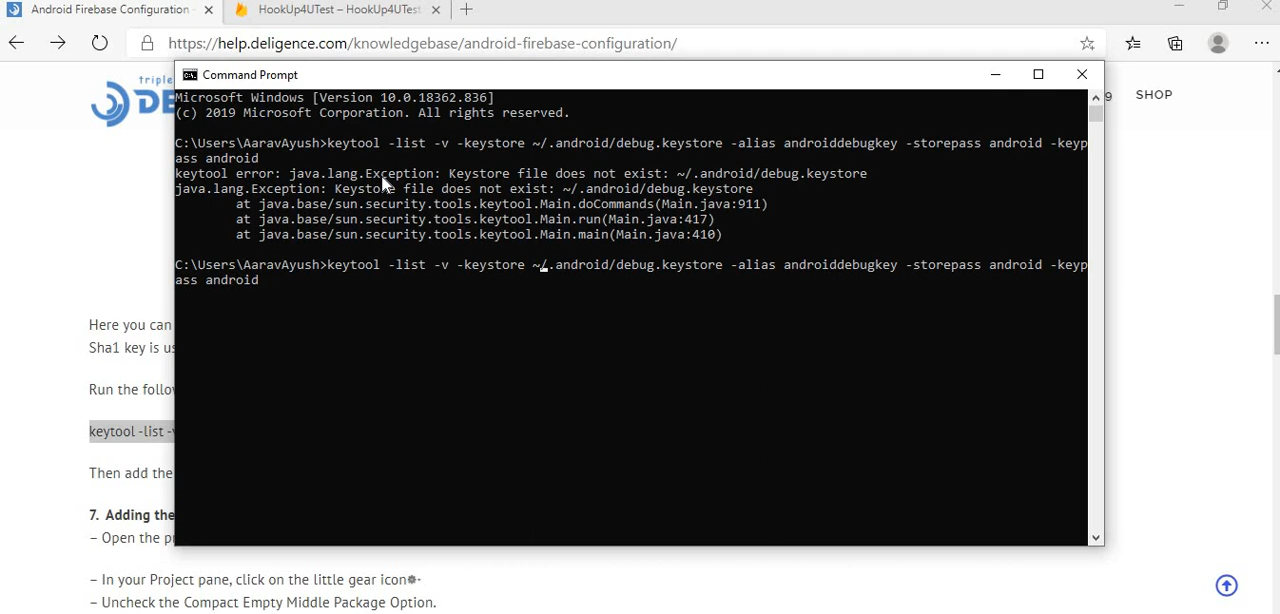 Android Firebase Configuration
HookUp4UTest – HookUp4UTest
https://help.deligence.com/knowledgebase/android-firebase-configuration/
triple
DE
9 SHOP
Command Prompt
Microsoft Windows [Version 10.0.18362.836]
(c) 2019 Microsoft Corporation. All rights reserved.
C:\Users\AaravAyush>keytool -list -v -keystore ~/.android/debug.keystore -alias androiddebugkey -storepass android -keyp
ass android
keytool error: java.lang.Exception: Keystore file does not exist: ~/.android/debug.keystore
java.lang.Exception: Keystore file does not exist: ~/.android/debug.keystore
at java.base/sun.security.tools.keytool.Main.doCommands(Main.java:911)
at java.base/sun.security.tools.keytool.Main.run(Main.java:417)
at java.base/sun.security.tools.keytool.Main.main(Main.java:410)
C:\Users\AaravAyush>keytool -list -v -keystore ~/.android/debug.keystore -alias androiddebugkey -storepass android -keyp
ass android
Here you can
Sha1 key is
Run the
keytool -list
Then add the
7. Adding the
– Open the
– In your Project pane, click on the little gear icon
– Uncheck the Compact Empty Middle Package Option.